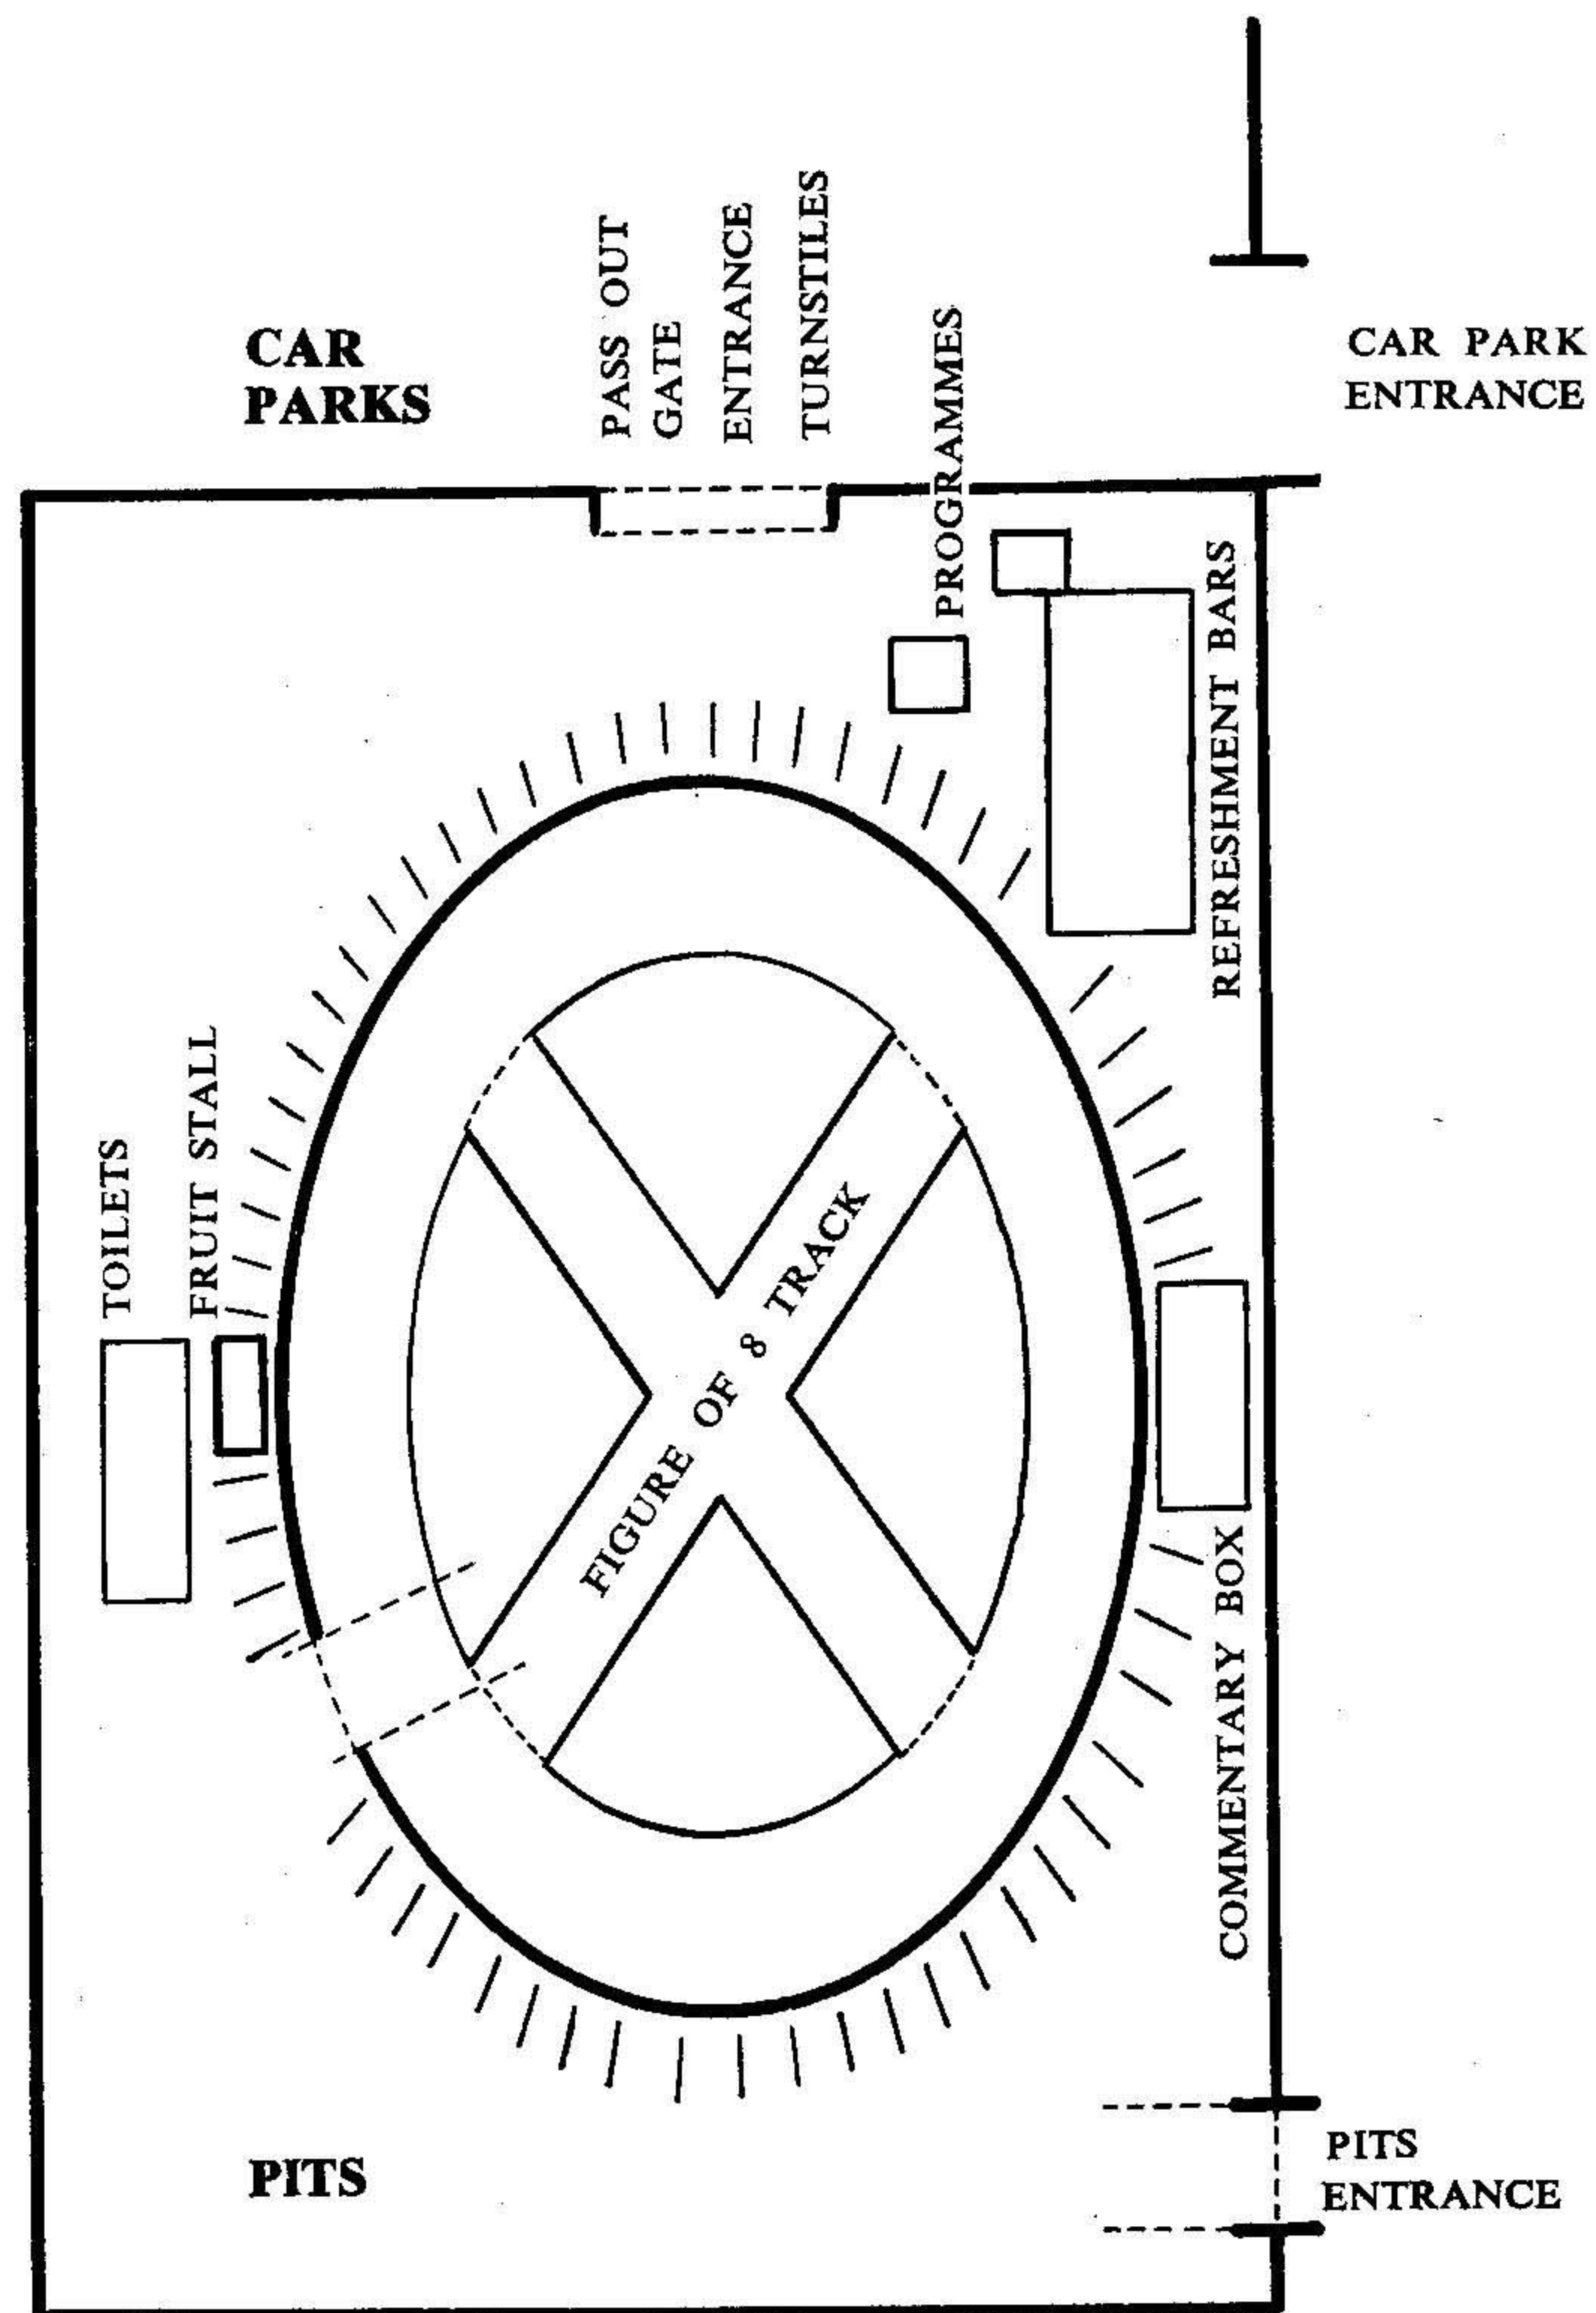 CAR
PARKS
PASS OUT
GATE
ENTRANCE
TURNSTILES
PROGRAMMES
CAR PARK
ENTRANCE
REFRESHMENT BARS
TOILETS
FRUIT STALL
FIGURE OF 8 TRACK
COMMENTARY BOX
PITS
PITS
ENTRANCE